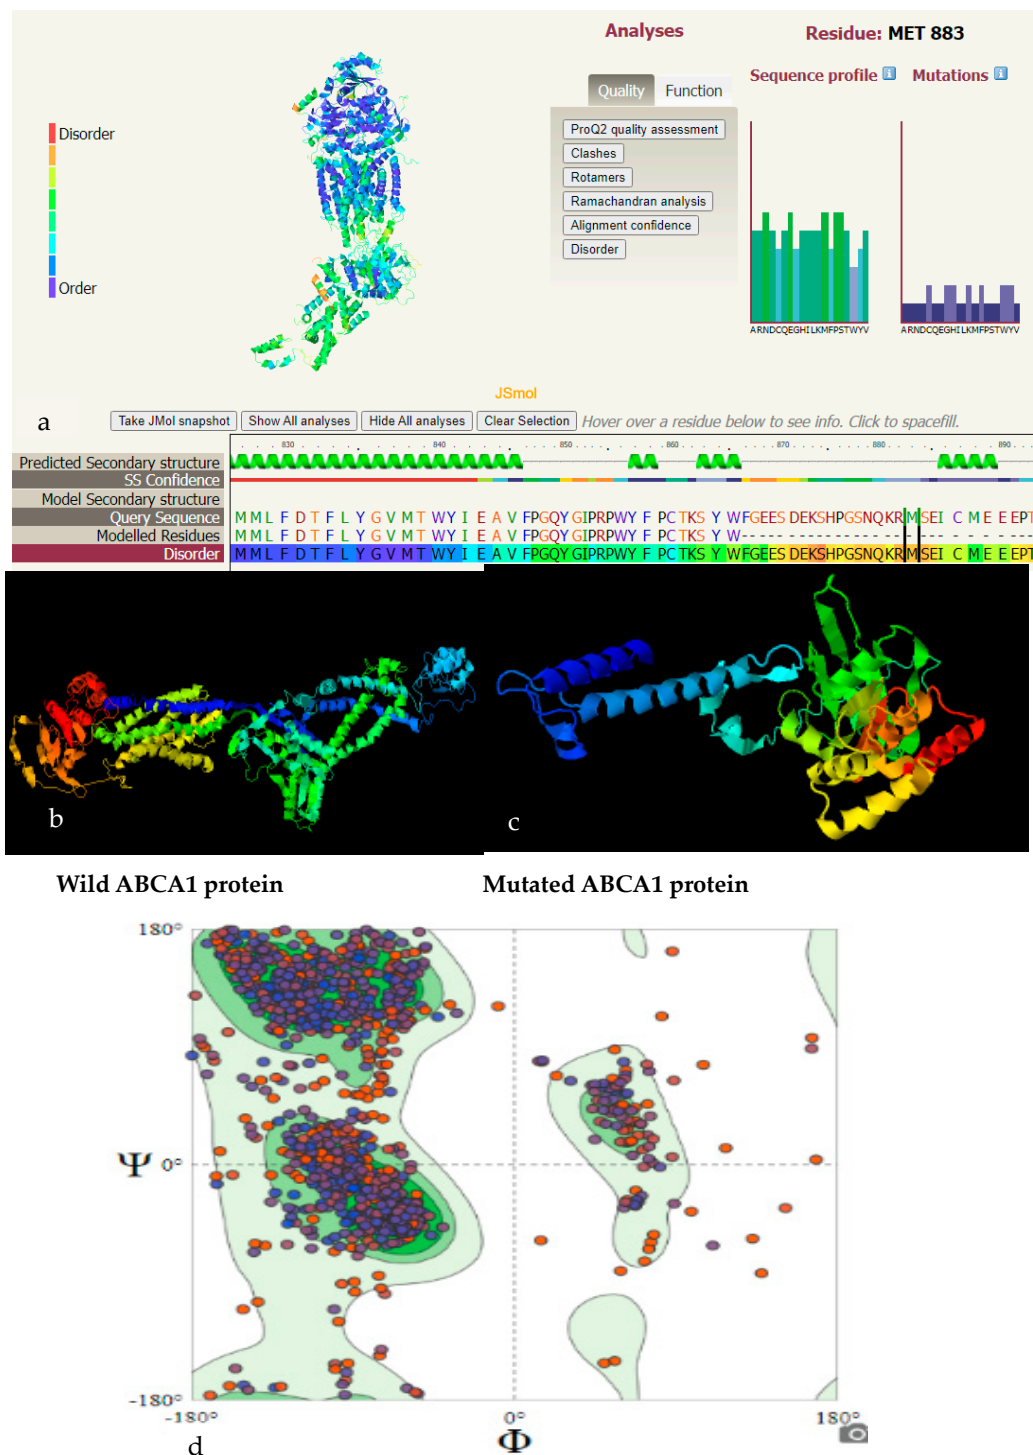 Analyses
Residue: MET 883
Sequence profile i Mutations i
Quality Function
Disorder
ProQ2 quality assessment
Clashes
Rotamers
Ramachandran analysis
Alignment confidence
Disorder
Order
ARNDCQEGHILKMFPSTWYV
ARNDCQEGHILKMFPSTWYV
JSmol
a
Take JMol snapshot Show All analyses Hide All analyses Clear Selection Hover over a residue below to see info. Click to spacefill.
830 840 850 860 870 880 890
Predicted Secondary structure
SS Confidence
Model Secondary structure
Query Sequence MMLFDTFLYGVMTWYIEAVFPGQYGIPRPWYFPCTKSYWFGEESDEKSHPGSNQKRMSEICMEEEPT
Modelled Residues MMLFDTFLYGVMTWYIEAVFPGQYGIPRPWYFPCTKSYW
Disorder MMLFDTFLYGVMTWYIEAVFPGQYGIPRPWYFPCTKSYWFGEESDEKSHPGSNQKRMSEICMEEEPT
b
c
Wild ABCA1 protein
Mutated ABCA1 protein
180°
Ψ 0°
-180°
-180° 0° 180°
d Φ